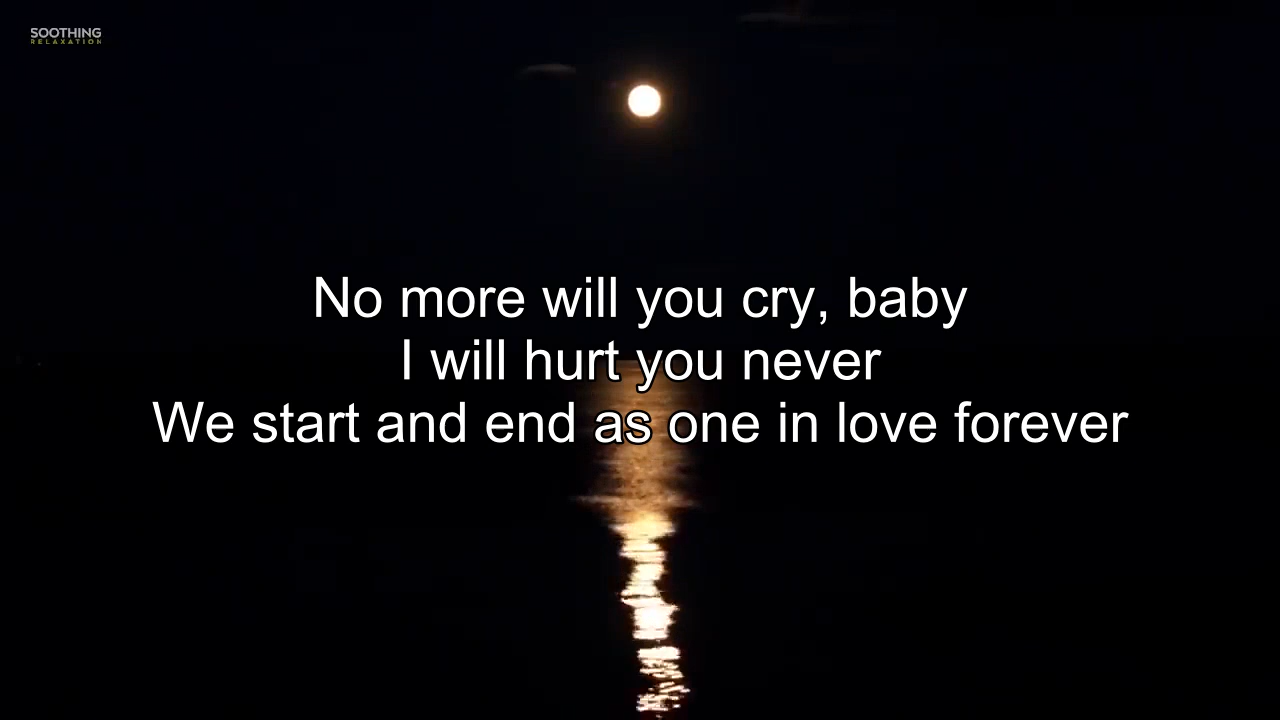 SOOTHING
RELAXATION
No more will you cry, baby
I will hurt you never
We start and end as one in love forever